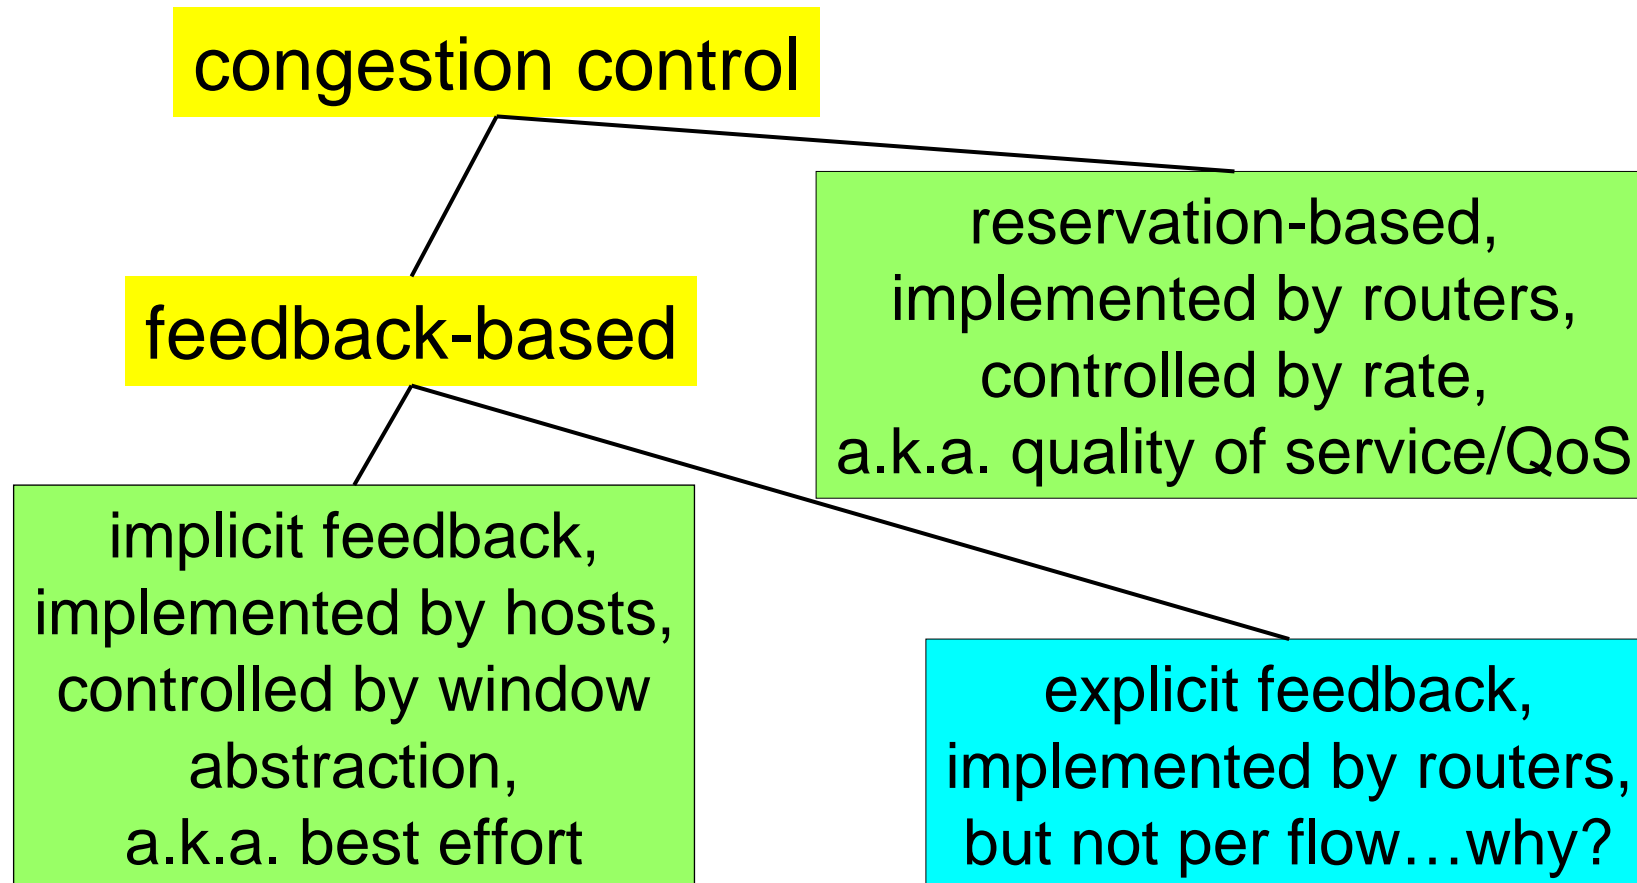 congestion control
reservation-based,
implemented by routers,
controlled by rate,
a.k.a. quality of service/QoS
feedback-based
implicit feedback,
implemented by hosts,
controlled by window
abstraction,
a.k.a. best effort
explicit feedback,
implemented by routers,
but not per flow…why?